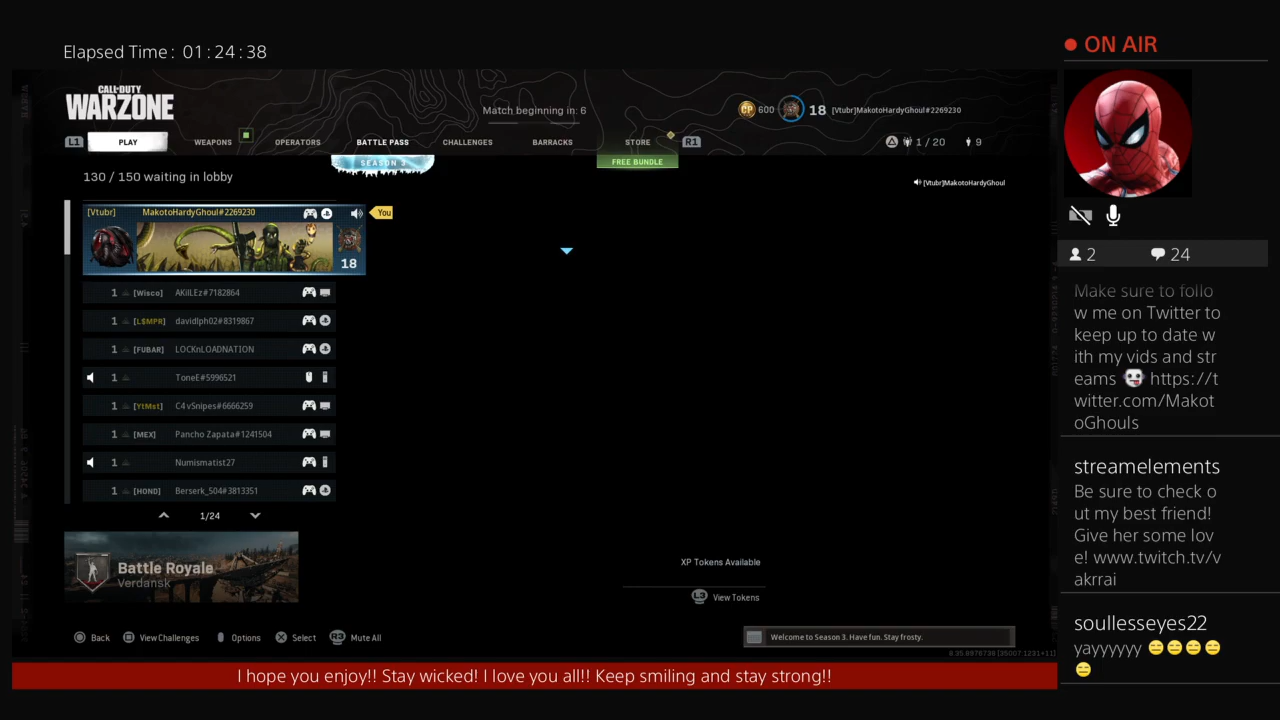 Elapsed Time: 01:24:38
ON AIR
CALL OF DUTY
WARZONE
Match beginning in: 6
CP 600 18 [Vtubr]MakotoHardyGhoul#2269230
L1 PLAY WEAPONS OPERATORS BATTLE PASS CHALLENGES BARRACKS STORE R1 1 / 20 9
SEASON 3 FREE BUNDLE
130 / 150 waiting in lobby
[Vtubr]MakotoHardyGhoul
[Vtubr] MakotoHardyGhoul#2269230 You
18
1 [Wisco] AKilLEz#7182864
1 [L$MPR] davidlph02#8319867
1 [FUBAR] LOCKnLOADNATION
1 ToneE#5996521
1 [YtMst] C4 vSnipes#6666259
1 [MEX] Pancho Zapata#1241504
1 Numismatist27
1 [HOND] Berserk_504#3813351
1/24
Battle Royale
Verdansk
XP Tokens Available
L3 View Tokens
Back View Challenges Options Select R3 Mute All
Welcome to Season 3. Have fun. Stay frosty.
I hope you enjoy!! Stay wicked! I love you all!! Keep smiling and stay strong!!
2 24
Make sure to follo
w me on Twitter to
keep up to date w
ith my vids and str
eams 👻 https://t
witter.com/Makot
oGhouls
streamelements
Be sure to check o
ut my best friend!
Give her some lov
e! www.twitch.tv/v
akrrai
soullesseyes22
yayyyyyy 😑😑😑😑
😑